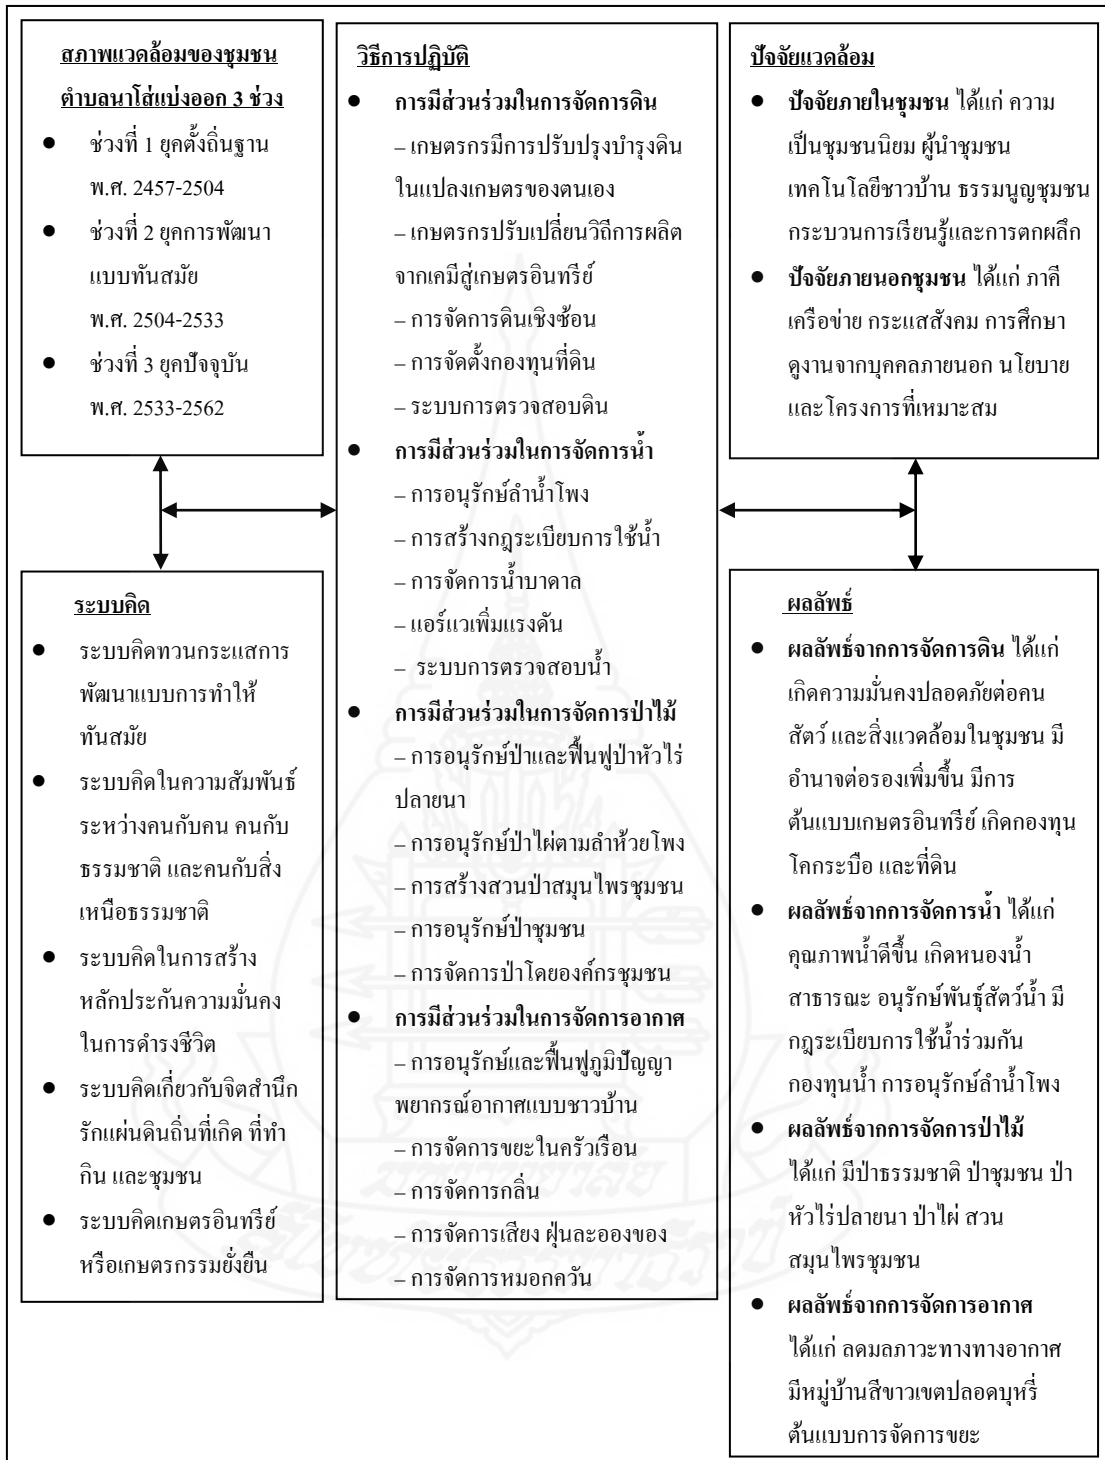 สภาพแวดล้อมของชุมชน
ตำบลนาโส่แบ่งออก 3 ช่วง
● ช่วงที่ 1 ยุคตั้งถิ่นฐาน
พ.ศ. 2457-2504
● ช่วงที่ 2 ยุคการพัฒนา
แบบทันสมัย
พ.ศ. 2504-2533
● ช่วงที่ 3 ยุคปัจจุบัน
พ.ศ. 2533-2562
ระบบคิด
● ระบบคิดทวนกระแสการ
พัฒนาแบบการทำให้
ทันสมัย
● ระบบคิดในความสัมพันธ์
ระหว่างคนกับคน คนกับ
ธรรมชาติ และคนกับสิ่ง
เหนือธรรมชาติ
● ระบบคิดในการสร้าง
หลักประกันความมั่นคง
ในการดำรงชีวิต
● ระบบคิดเกี่ยวกับจิตสำนึก
รักแผ่นดินถิ่นที่เกิด ที่ทำ
กิน และชุมชน
● ระบบคิดเกษตรอินทรีย์
หรือเกษตรกรรมยั่งยืน
วิธีการปฏิบัติ
● การมีส่วนร่วมในการจัดการดิน
– เกษตรกรมีการปรับปรุงบำรุงดิน
ในแปลงเกษตรของตนเอง
– เกษตรกรปรับเปลี่ยนวิถีการผลิต
จากเคมีสู่เกษตรอินทรีย์
– การจัดการดินเชิงซ้อน
– การจัดตั้งกองทุนที่ดิน
– ระบบการตรวจสอบดิน
● การมีส่วนร่วมในการจัดการน้ำ
– การอนุรักษ์ลำน้ำโพง
– การสร้างกฎระเบียบการใช้น้ำ
– การจัดการน้ำบาดาล
– แอร์แวเพิ่มแรงดัน
– ระบบการตรวจสอบน้ำ
● การมีส่วนร่วมในการจัดการป่าไม้
– การอนุรักษ์ป่าและฟื้นฟูป่าหัวไร่
ปลายนา
– การอนุรักษ์ป่าไผ่ตามลำห้วยโพง
– การสร้างสวนป่าสมุนไพรชุมชน
– การอนุรักษ์ป่าชุมชน
– การจัดการป่าโดยองค์กรชุมชน
● การมีส่วนร่วมในการจัดการอากาศ
– การอนุรักษ์และฟื้นฟูภูมิปัญญา
พยากรณ์อากาศแบบชาวบ้าน
– การจัดการขยะในครัวเรือน
– การจัดการกลิ่น
– การจัดการเสียง ฝุ่นละอองของ
– การจัดการหมอกควัน
ปัจจัยแวดล้อม
● ปัจจัยภายในชุมชน ได้แก่ ความ
เป็นชุมชนนิยม ผู้นำชุมชน
เทคโนโลยีชาวบ้าน ธรรมนูญชุมชน
กระบวนการเรียนรู้และการตกผลึก
● ปัจจัยภายนอกชุมชน ได้แก่ ภาคี
เครือข่าย กระแสสังคม การศึกษา
ดูงานจากบุคคลภายนอก นโยบาย
และโครงการที่เหมาะสม
ผลลัพธ์
● ผลลัพธ์จากการจัดการดิน ได้แก่
เกิดความมั่นคงปลอดภัยต่อคน
สัตว์ และสิ่งแวดล้อมในชุมชน มี
อำนาจต่อรองเพิ่มขึ้น มีการ
ต้นแบบเกษตรอินทรีย์ เกิดกองทุน
โคกระบือ และที่ดิน
● ผลลัพธ์จากการจัดการน้ำ ได้แก่
คุณภาพน้ำดีขึ้น เกิดหนองน้ำ
สาธารณะ อนุรักษ์พันธุ์สัตว์น้ำ มี
กฎระเบียบการใช้น้ำร่วมกัน
กองทุนน้ำ การอนุรักษ์ลำน้ำโพง
● ผลลัพธ์จากการจัดการป่าไม้
ได้แก่ มีป่าธรรมชาติ ป่าชุมชน ป่า
หัวไร่ปลายนา ป่าไผ่ สวน
สมุนไพรชุมชน
● ผลลัพธ์จากการจัดการอากาศ
ได้แก่ ลดมลภาวะทางทางอากาศ
มีหมู่บ้านสีขาวเขตปลอดบุหรี่
ต้นแบบการจัดการขยะ
มหาวิทยาลัย
สุโขทัยธรรมาธิราช